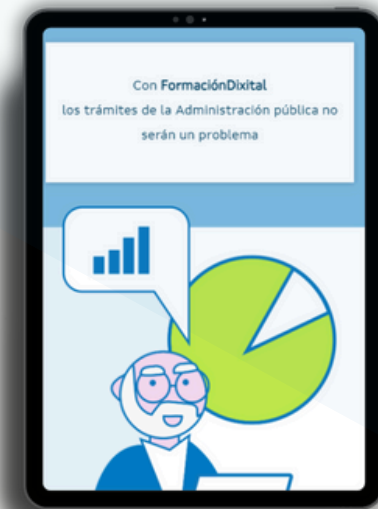 Con FormaciónDixital
los trámites de la Administración pública no
serán un problema